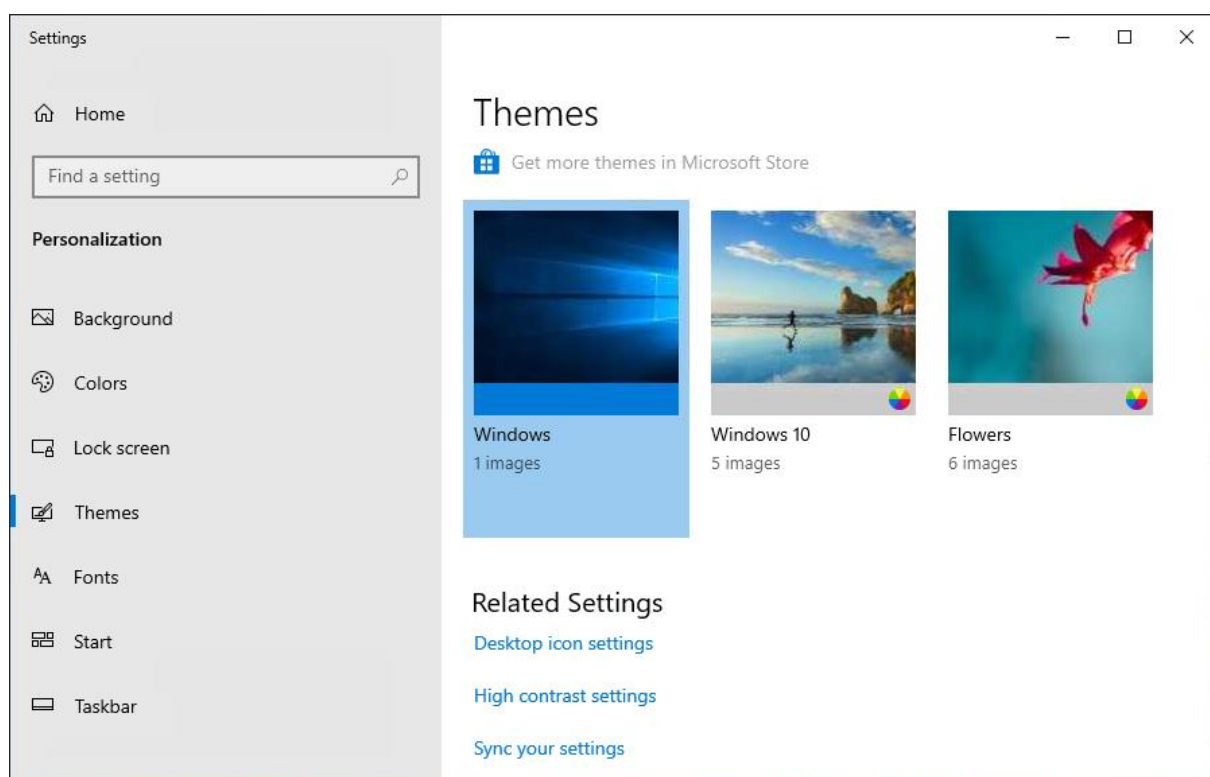 Settings
Home
Find a setting
Personalization
Background
Colors
Lock screen
Themes
Fonts
Start
Taskbar
Themes
Get more themes in Microsoft Store
Windows
1 images
Windows 10
5 images
Flowers
6 images
Related Settings
Desktop icon settings
High contrast settings
Sync your settings